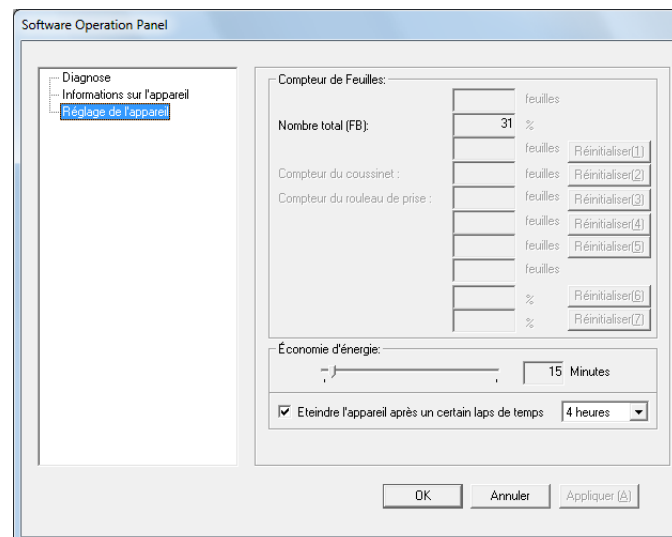 Software Operation Panel
Diagnose
Informations sur l'appareil
Réglage de l'appareil
Compteur de Feuilles:
feuilles
Nombre total (FB): 31 %
feuilles Réinitialiser(1)
Compteur du coussinet : feuilles Réinitialiser(2)
Compteur du rouleau de prise : feuilles Réinitialiser(3)
feuilles Réinitialiser(4)
feuilles Réinitialiser(5)
feuilles
% Réinitialiser(6)
% Réinitialiser(7)
Économie d'énergie:
15 Minutes
Eteindre l'appareil après un certain laps de temps 4 heures
OK Annuler Appliquer (A)